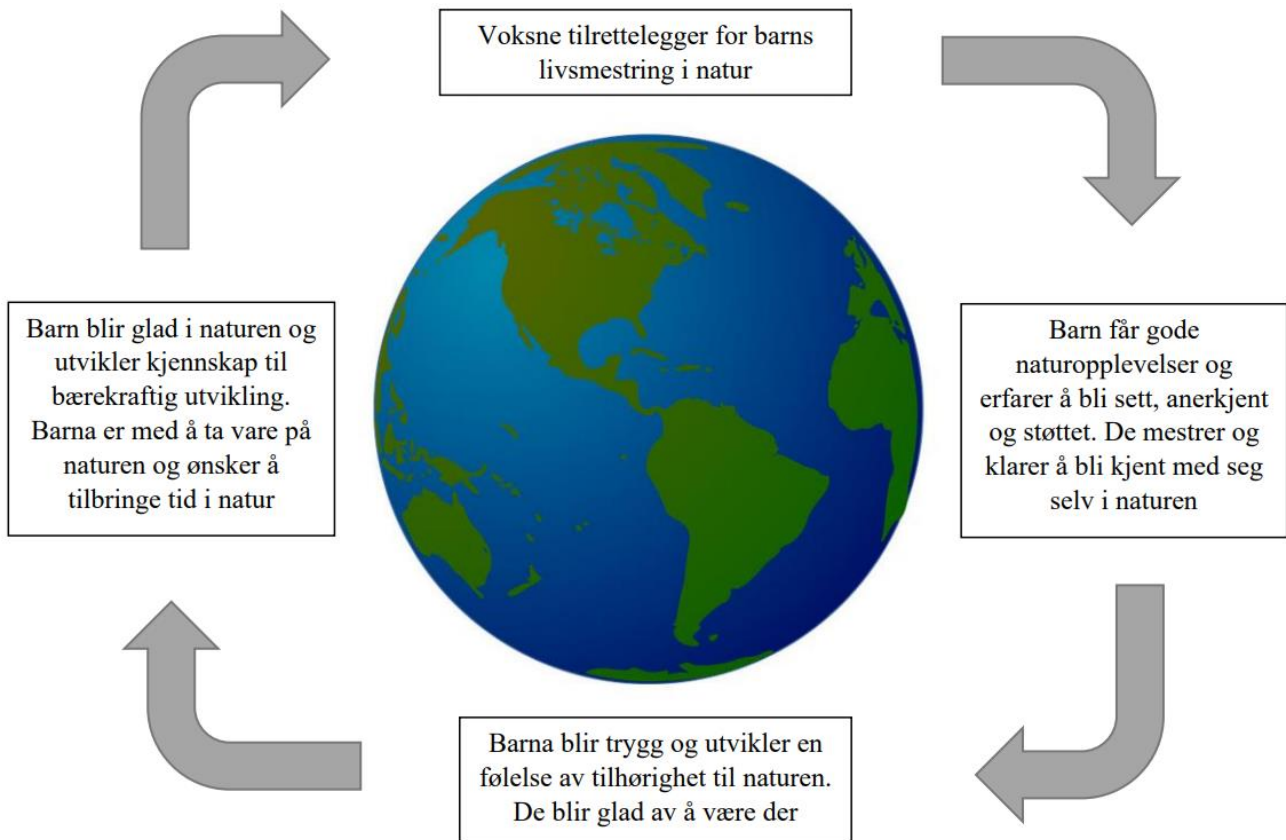 Voksne tilrettelegger for barns
livsmestring i natur
Barn får gode
naturopplevelser og
erfarer å bli sett, anerkjent
og støttet. De mestrer og
klarer å bli kjent med seg
selv i naturen
Barna blir trygg og utvikler en
følelse av tilhørighet til naturen.
De blir glad av å være der
Barn blir glad i naturen og
utvikler kjennskap til
bærekraftig utvikling.
Barna er med å ta vare på
naturen og ønsker å
tilbringe tid i natur